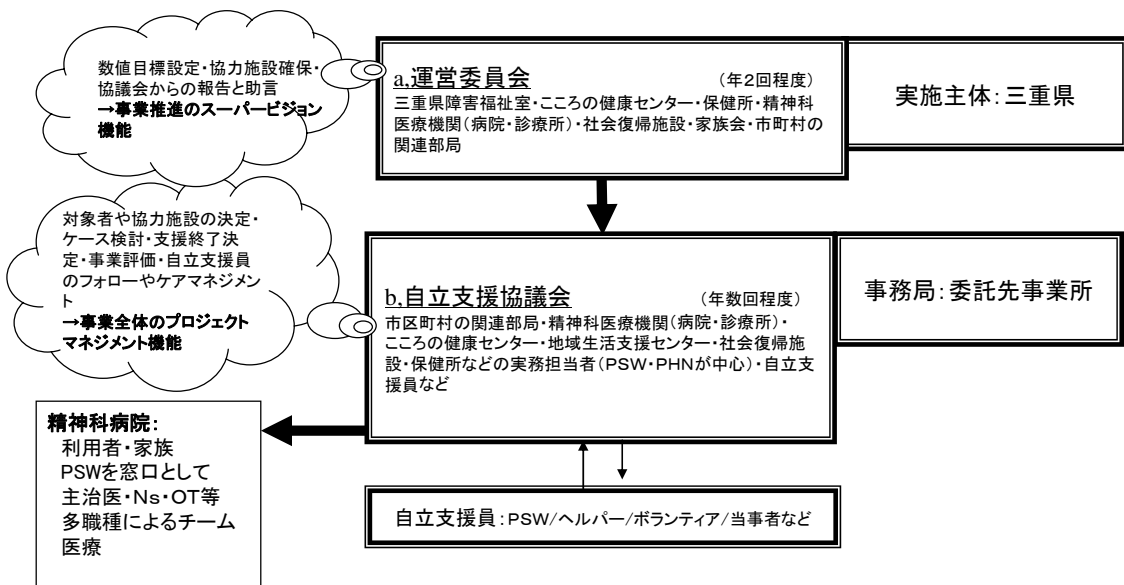 数値目標設定・協力施設確保・
協議会からの報告と助言
→事業推進のスーパービジョン
機能
a,運営委員会 (年2回程度)
三重県障害福祉室・こころの健康センター・保健所・精神科
医療機関(病院・診療所)・社会復帰施設・家族会・市町村の
関連部局
実施主体:三重県
対象者や協力施設の決定・
ケース検討・支援終了決
定・事業評価・自立支援員
のフォローやケアマネジメン
ト
→事業全体のプロジェクト
マネジメント機能
b,自立支援協議会 (年数回程度)
市区町村の関連部局・精神科医療機関(病院・診療所)・
こころの健康センター・地域生活支援センター・社会復帰施
設・保健所などの実務担当者(PSW・PHNが中心)・自立支
援員など
事務局:委託先事業所
精神科病院:
利用者・家族
PSWを窓口として
主治医・Ns・OT等
多職種によるチーム
医療
自立支援員:PSW/ヘルパー/ボランティア/当事者など